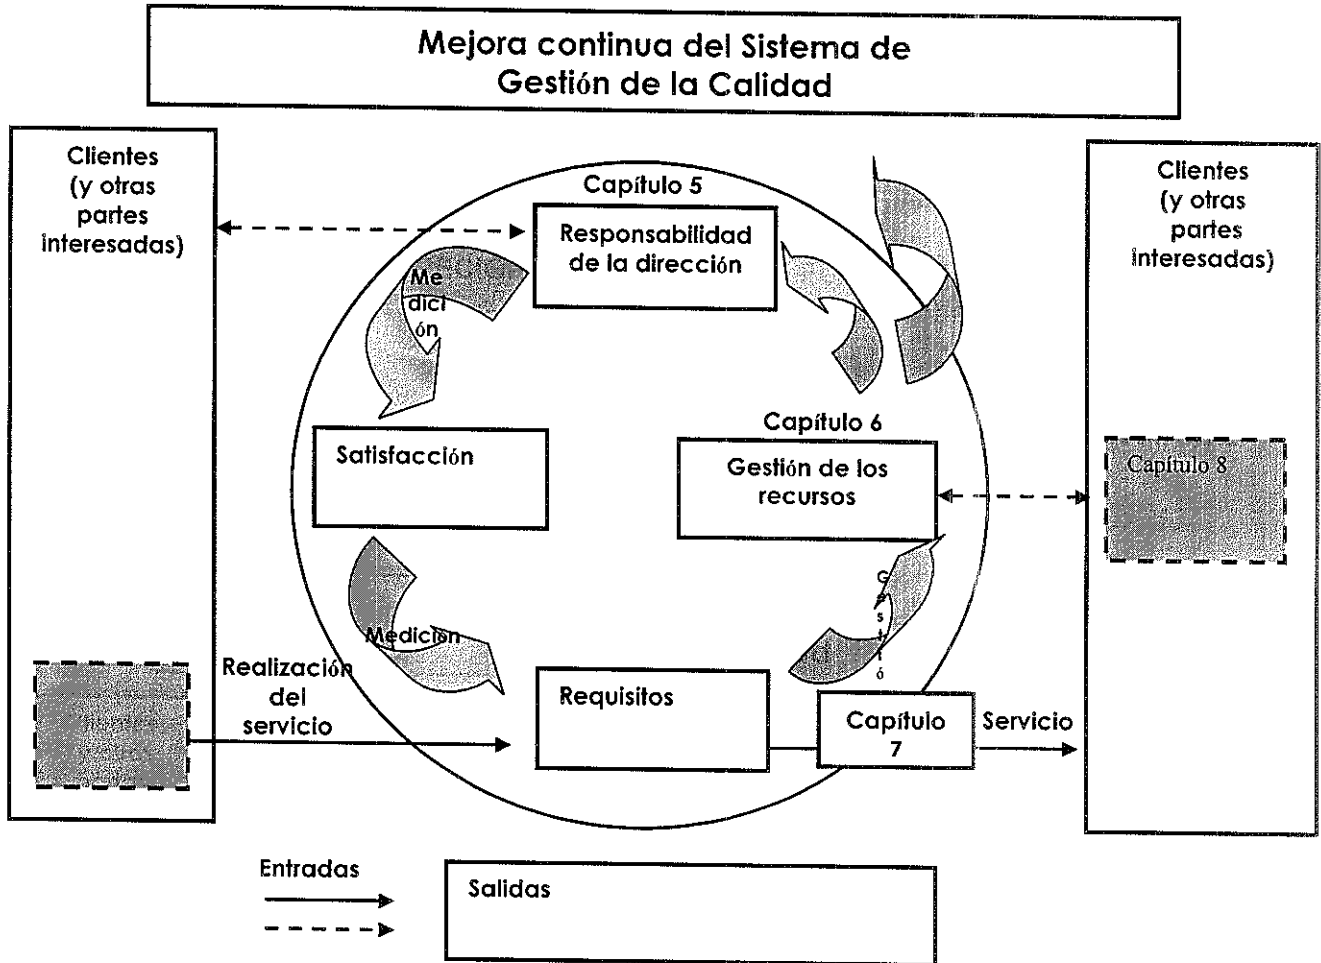 Mejora continua del Sistema de
Gestión de la Calidad
Clientes
(y otras
partes
interesadas)
Capítulo 5
Responsabilidad
de la dirección
Clientes
(y otras
partes
interesadas)
Me
dici
ón
Capítulo 6
Satisfacción
Gestión de los
recursos
Capítulo 8
Medición
G
e
s
t
i
ó
Realización
del
servicio
Requisitos
Capítulo
7
Servicio
Entradas
Salidas